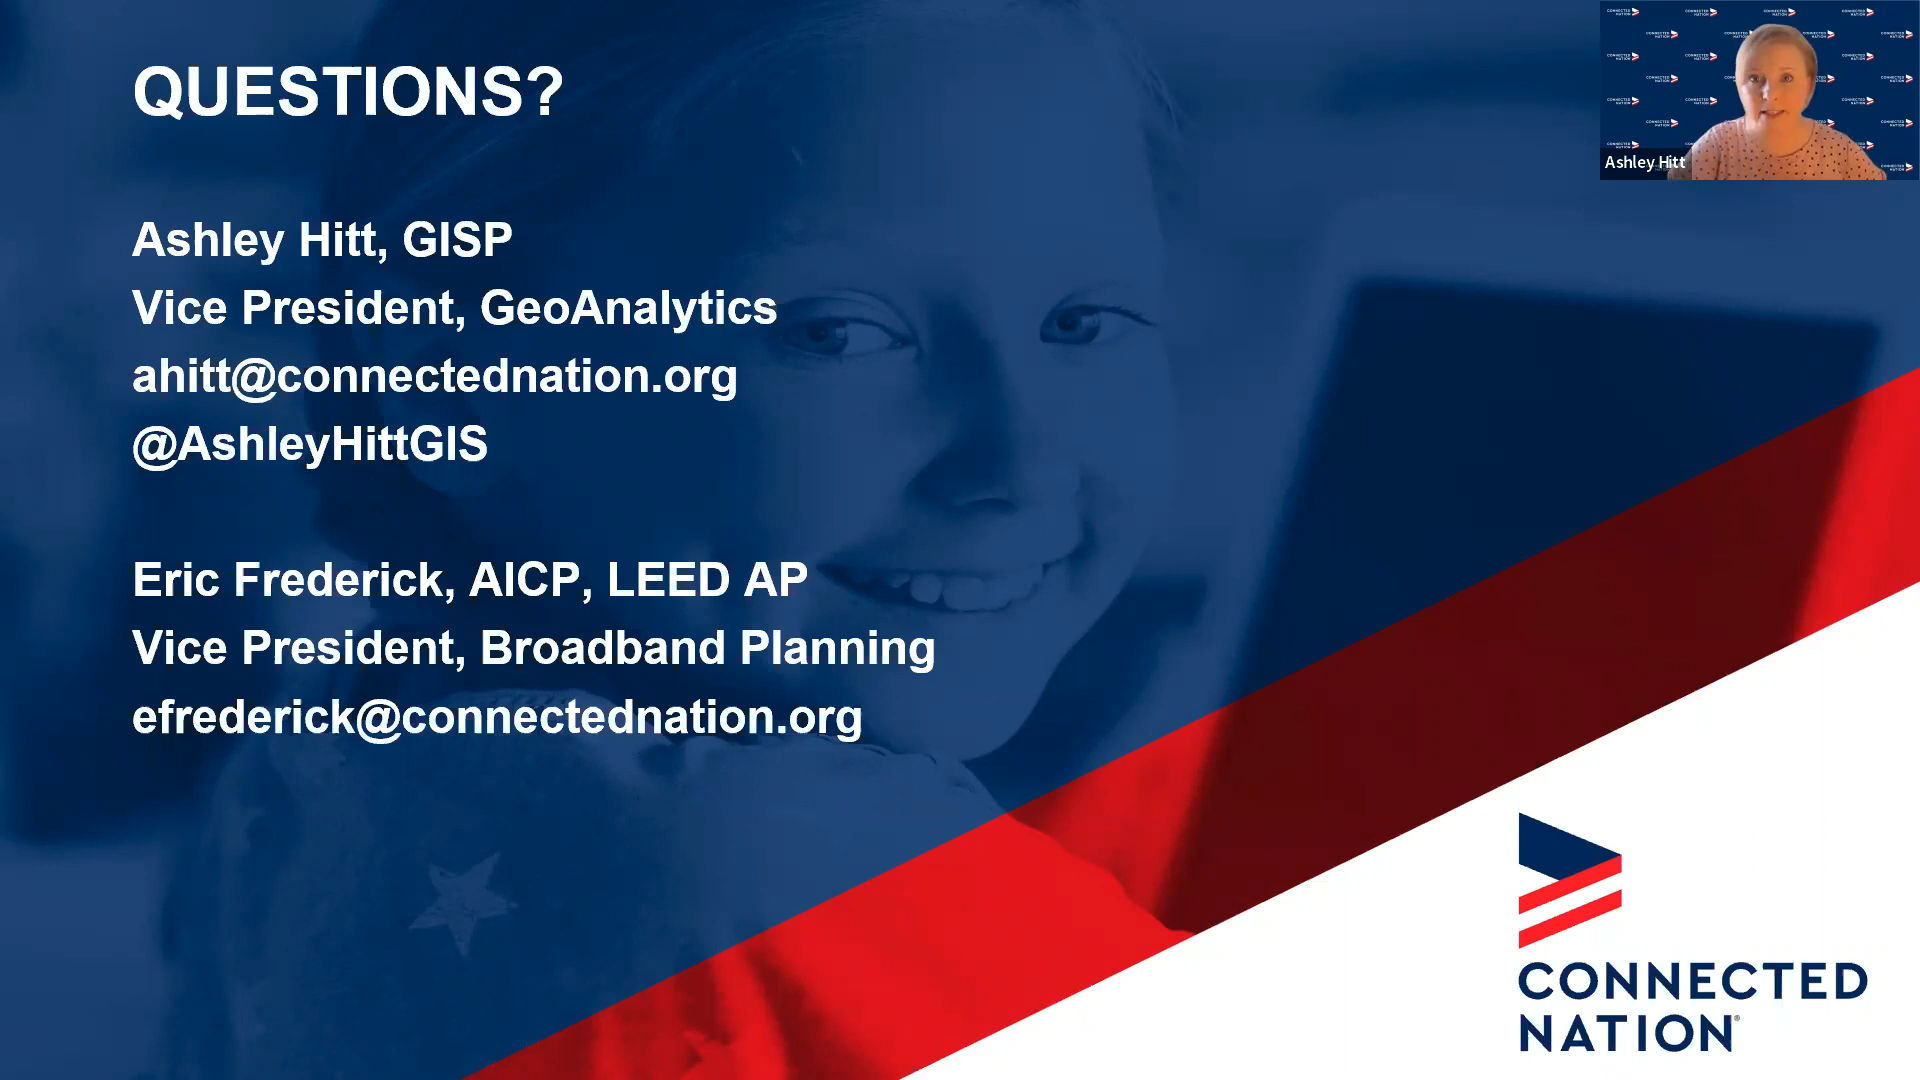 QUESTIONS?
Ashley Hitt, GISP
Vice President, GeoAnalytics
ahitt@connectednation.org
@AshleyHittGIS
Eric Frederick, AICP, LEED AP
Vice President, Broadband Planning
efrederick@connectednation.org
Ashley Hitt
CONNECTED
NATION